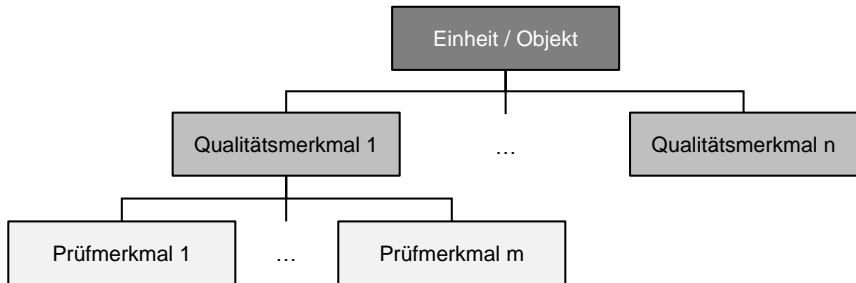 Einheit / Objekt
Qualitätsmerkmal 1
…
Qualitätsmerkmal n
Prüfmerkmal 1
…
Prüfmerkmal m